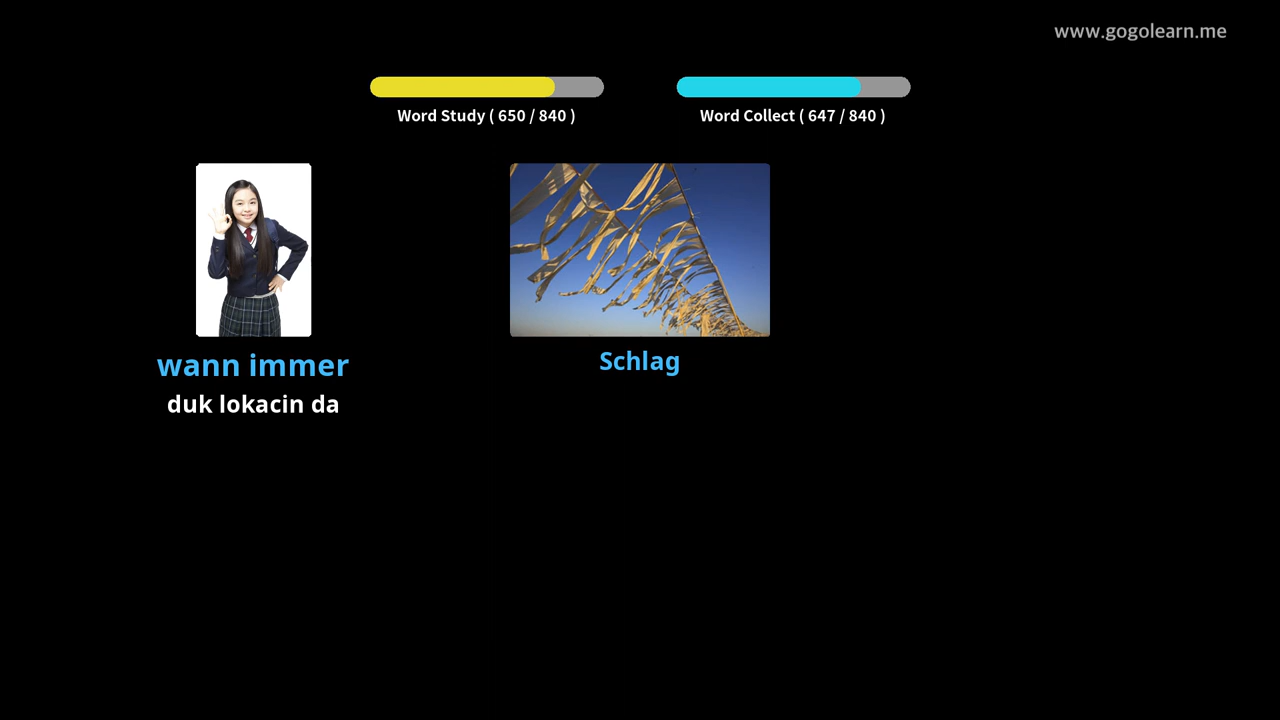 www.gogolearn.me
Word Study ( 650 / 840 )
Word Collect ( 647 / 840 )
wann immer
duk lokacin da
Schlag